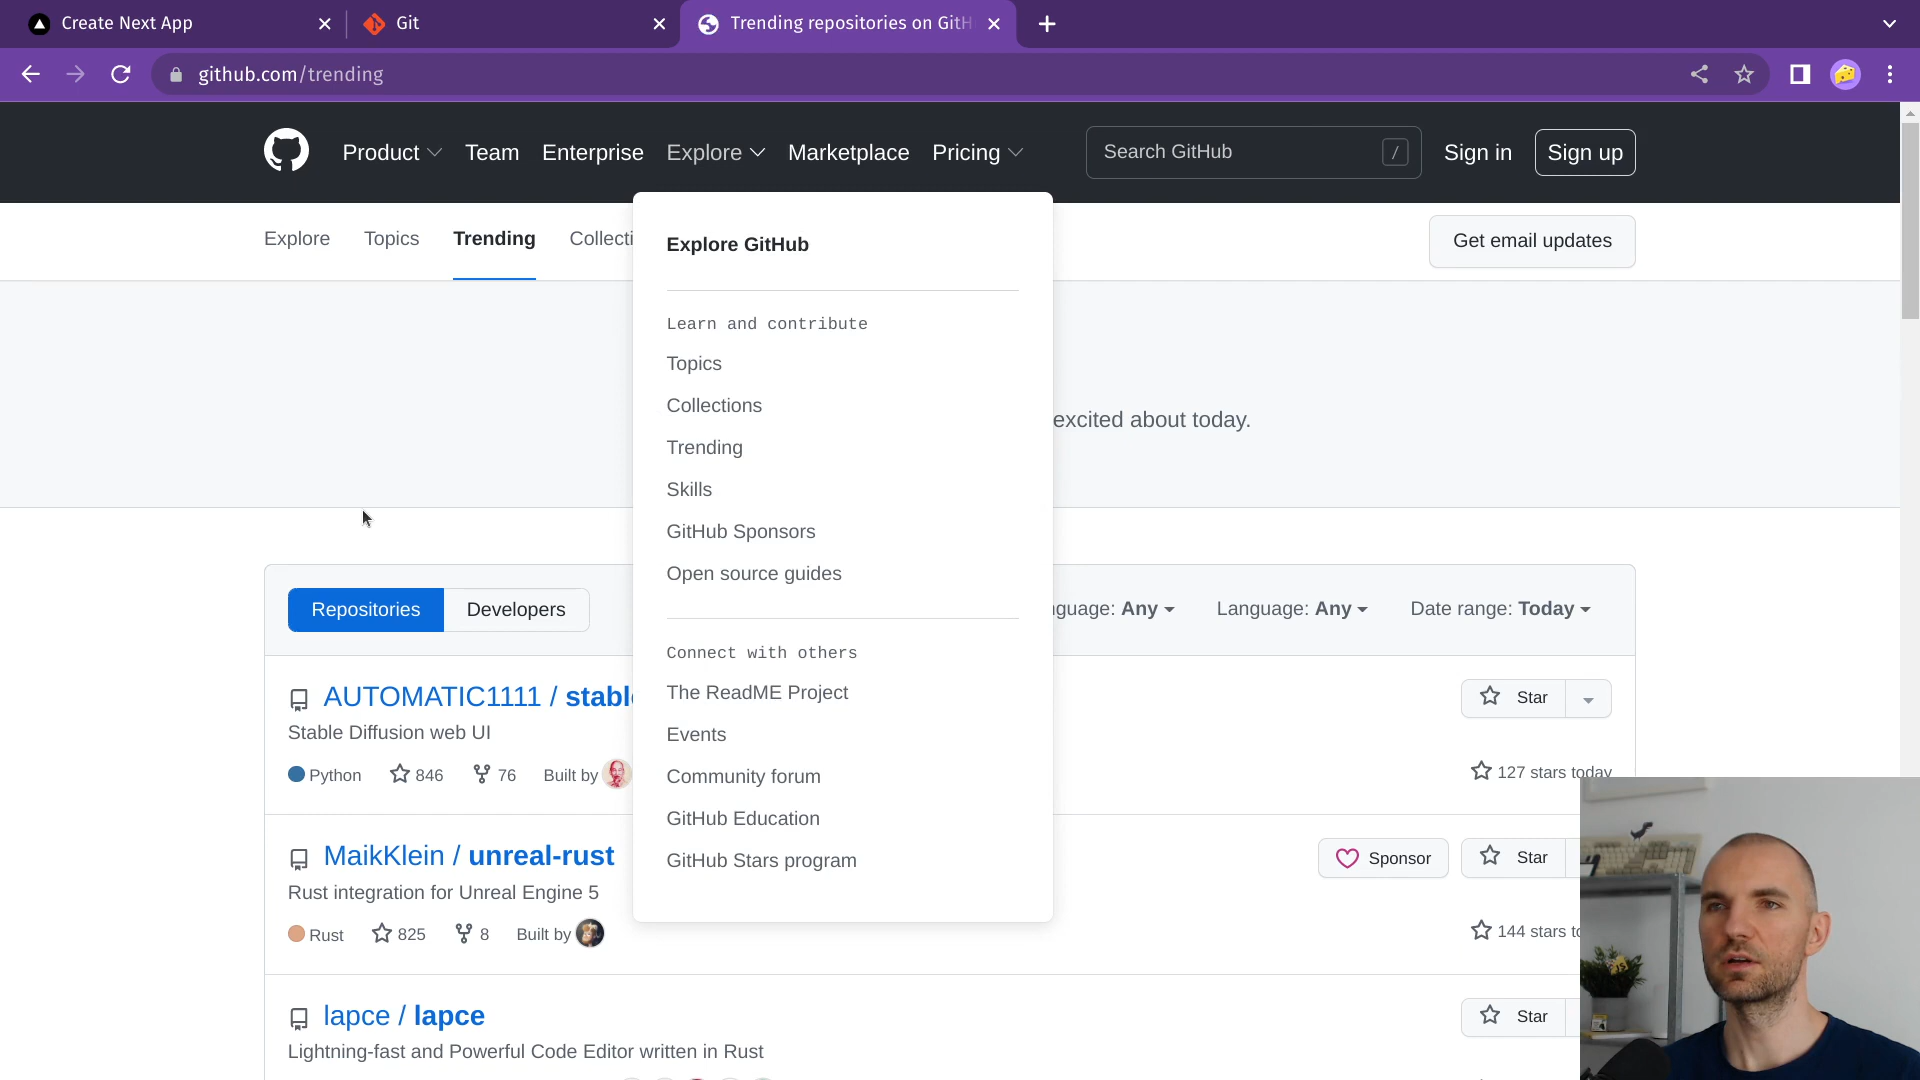 Create Next App
Git
Trending repositories on GitH
github.com/trending
Product
Team
Enterprise
Explore
Marketplace
Pricing
Search GitHub
/
Sign in
Sign up
Explore
Topics
Trending
Collecti
Get email updates
Explore GitHub
Learn and contribute
Topics
Collections
Trending
Skills
GitHub Sponsors
Open source guides
Connect with others
The ReadME Project
Events
Community forum
GitHub Education
GitHub Stars program
excited about today.
Repositories
Developers
nguage: Any
Language: Any
Date range: Today
AUTOMATIC1111 / stable
Star
Stable Diffusion web UI
Python
846
76
Built by
127 stars today
MaikKlein / unreal-rust
Sponsor
Star
Rust integration for Unreal Engine 5
Rust
825
8
Built by
144 stars to
lapce / lapce
Star
Lightning-fast and Powerful Code Editor written in Rust